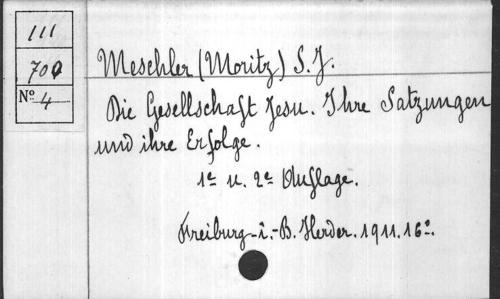 111
700
Nº 4
Meschler (Moritz) S. J.
Die Gesellschaft Jesu. Ihre Satzungen
und ihre Erfolge.
1e u. 2e Auflage.
Freiburg-i.-B. Herder. 1911. 16º.